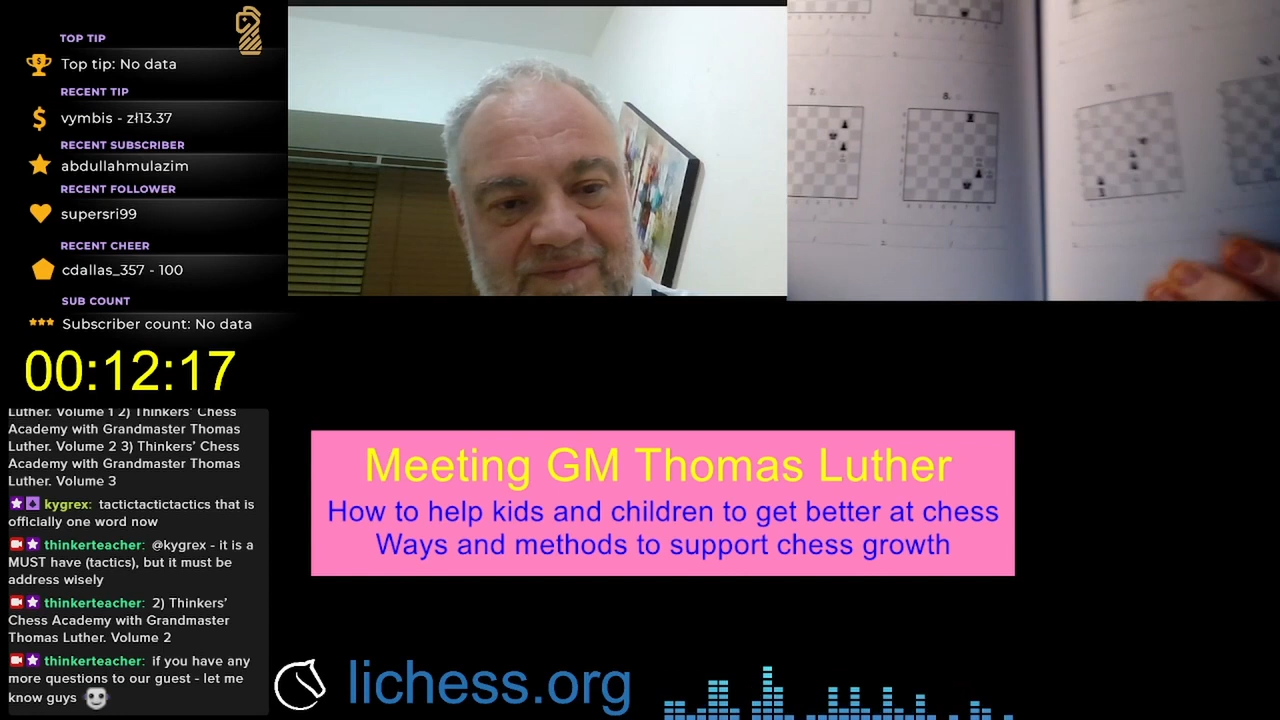 TOP TIP
Top tip: No data
RECENT TIP
vymbis - zł13.37
RECENT SUBSCRIBER
abdullahmulazim
RECENT FOLLOWER
supersri99
RECENT CHEER
cdallas_357 - 100
SUB COUNT
Subscriber count: No data
00:12:17
Luther. Volume 1 2) Thinkers' Chess
Academy with Grandmaster Thomas
Luther. Volume 2 3) Thinkers' Chess
Academy with Grandmaster Thomas
Luther. Volume 3
kygrex: tactictactictactics that is
officially one word now
thinkerteacher: @kygrex - it is a
MUST have (tactics), but it must be
address wisely
thinkerteacher: 2) Thinkers'
Chess Academy with Grandmaster
Thomas Luther. Volume 2
thinkerteacher: if you have any
more questions to our guest - let me
know guys
Meeting GM Thomas Luther
How to help kids and children to get better at chess
Ways and methods to support chess growth
lichess.org